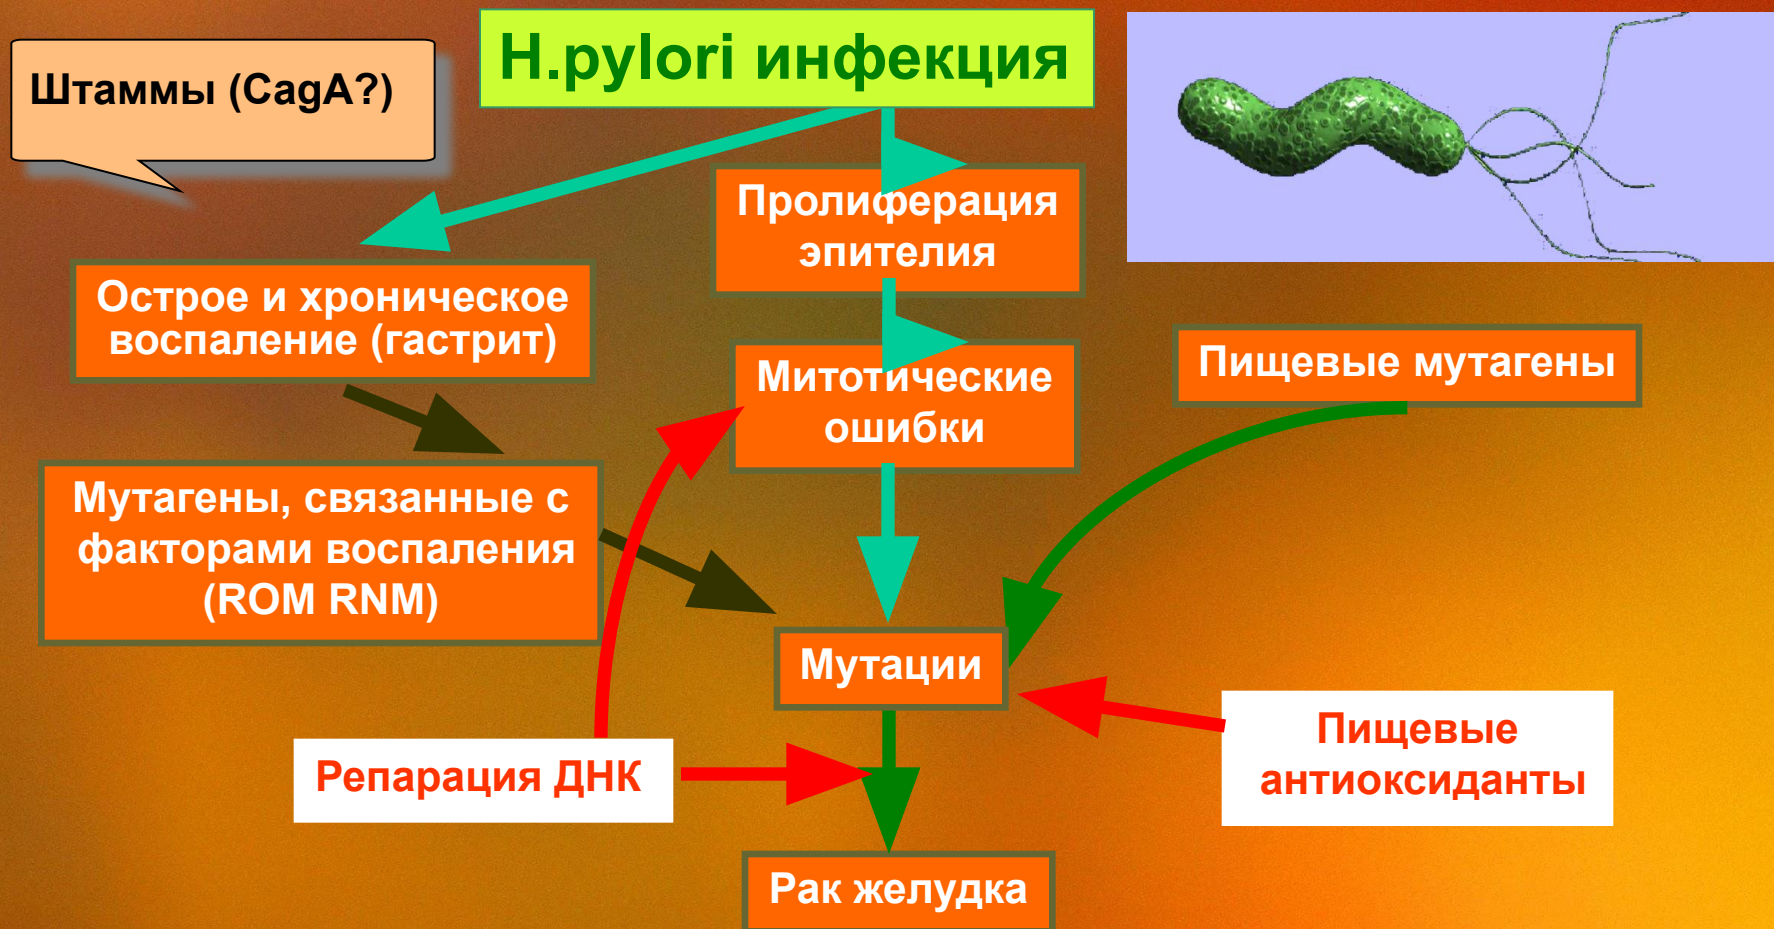 H.pylori инфекция
Штаммы (CagA?)
Пролиферация
эпителия
Острое и хроническое
воспаление (гастрит)
Митотические
ошибки
Пищевые мутагены
Мутагены, связанные с
факторами воспаления
(ROM RNM)
Мутации
Репарация ДНК
Пищевые
антиоксиданты
Рак желудка